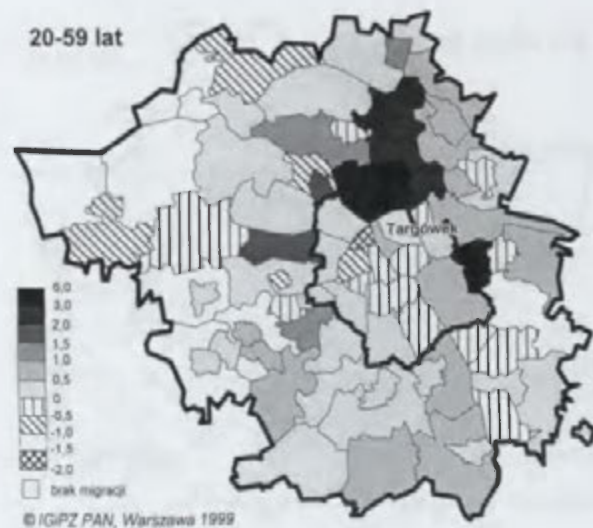 20-59 lat
Targówek
6,0
3,0
2,0
1,5
1,0
0,5
0
-0,5
-1,0
-1,5
-2,0
brak migracji
© IGiPZ PAN, Warszawa 1999